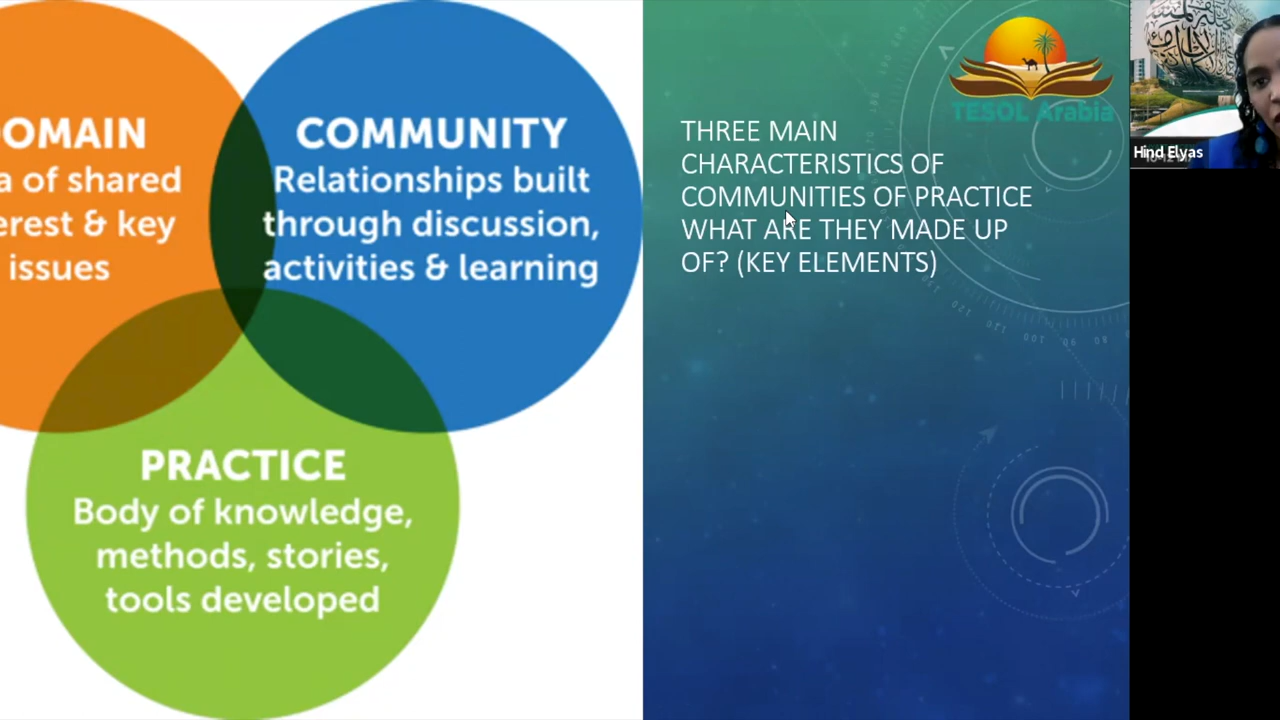 OMAIN
a of shared
erest & key
issues
COMMUNITY
Relationships built
through discussion,
activities & learning
PRACTICE
Body of knowledge,
methods, stories,
tools developed
TESOL Arabia
THREE MAIN
CHARACTERISTICS OF
COMMUNITIES OF PRACTICE
WHAT ARE THEY MADE UP
OF? (KEY ELEMENTS)
Hind Elyas